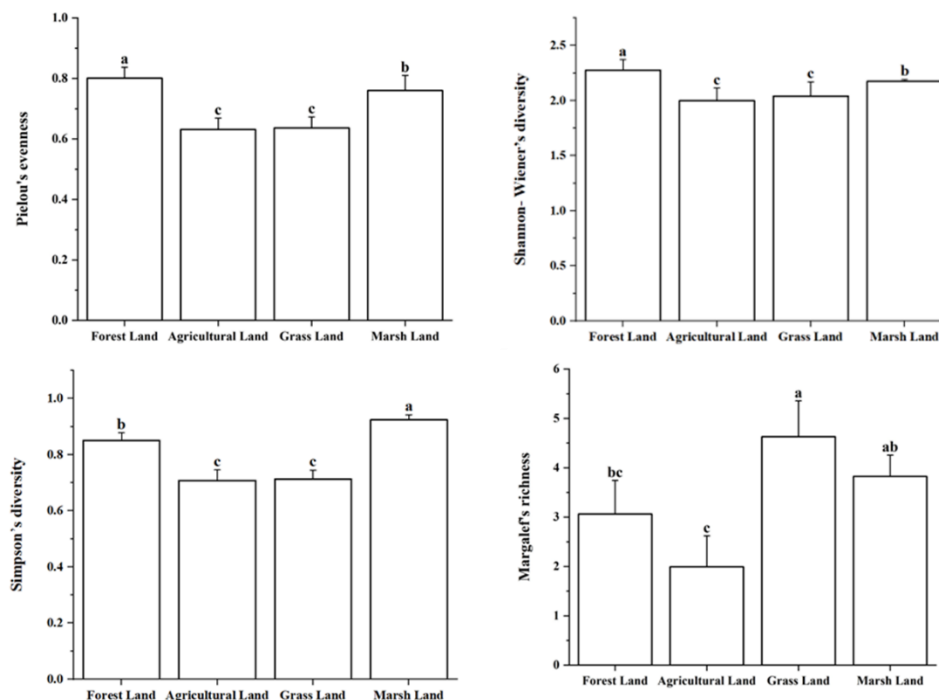 Pielou's evenness
1.0
0.8
0.6
0.4
0.2
0.0
a
c
c
b
Forest Land Agricultural Land Grass Land Marsh Land
Shannon- Wiener's diversity
2.5
2.0
1.5
1.0
0.5
0.0
a
c
c
b
Forest Land Agricultural Land Grass Land Marsh Land
Simpson's diversity
1.0
0.8
0.6
0.4
0.2
0.0
b
c
c
a
Forest Land Agricultural Land Grass Land Marsh Land
Margalef's richness
6
5
4
3
2
1
0
bc
c
a
ab
Forest Land Agricultural Land Grass Land Marsh Land